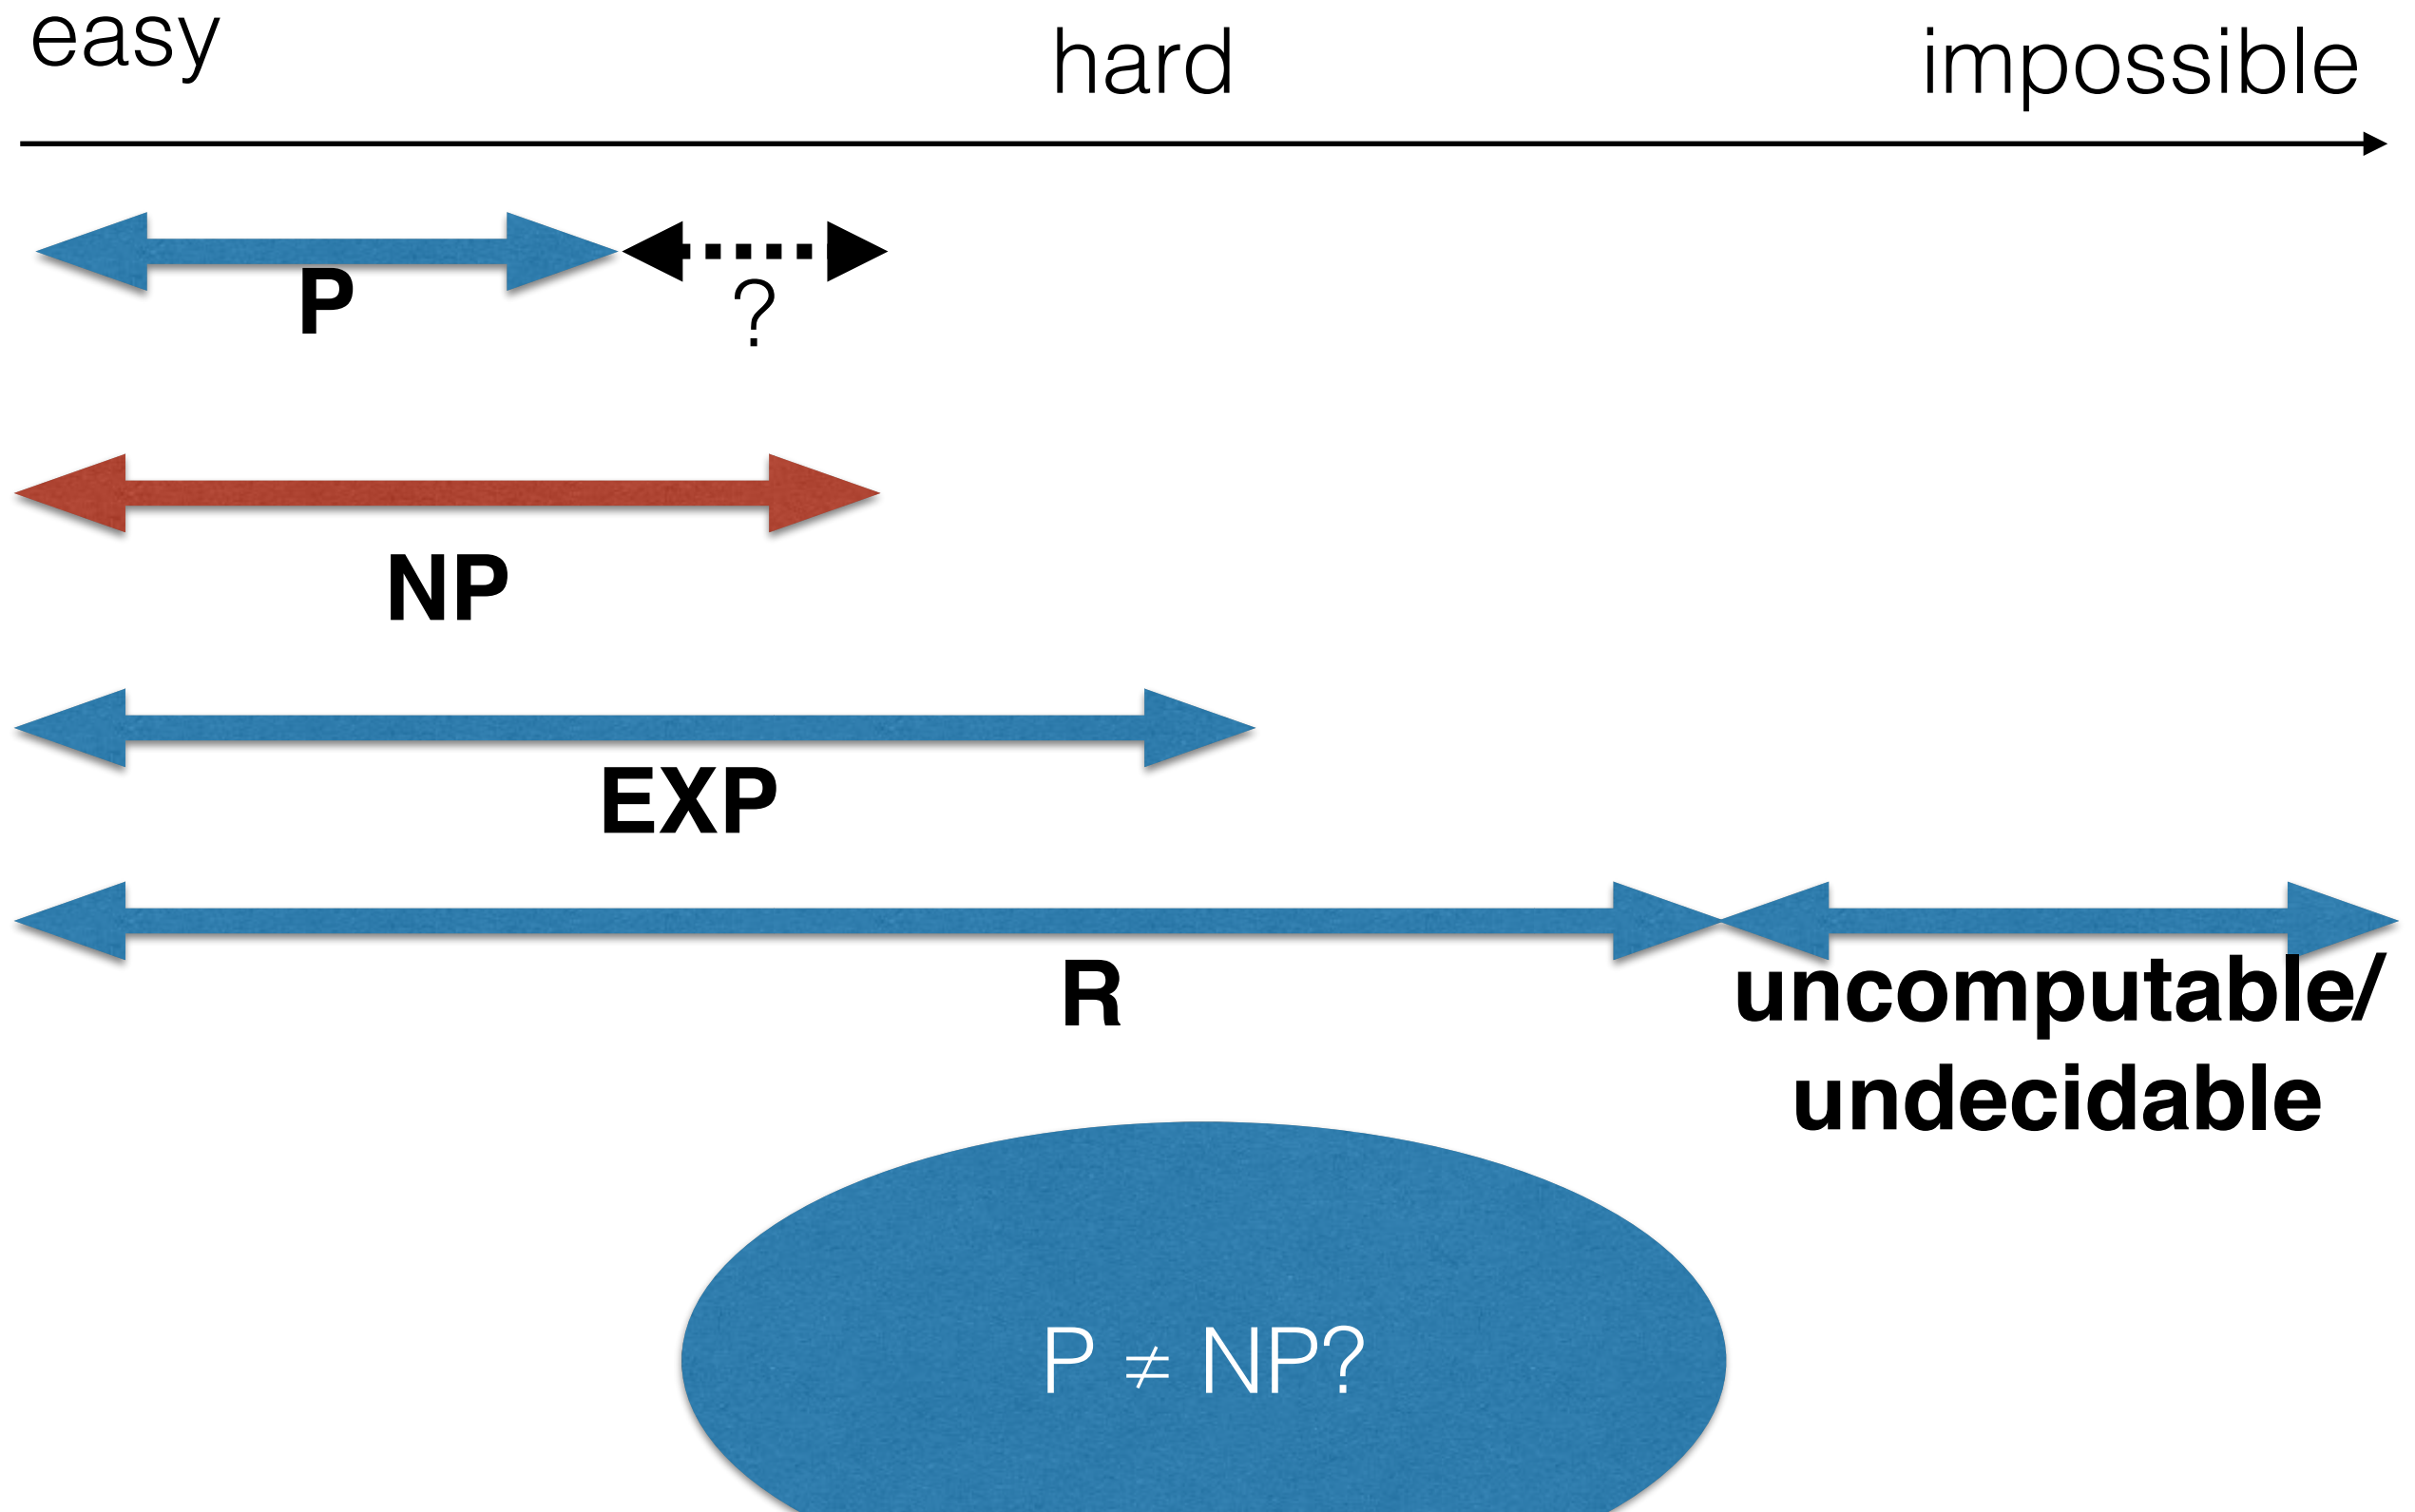 easy hard impossible
P
?
NP
EXP
R
uncomputable/
undecidable
P ≠ NP?